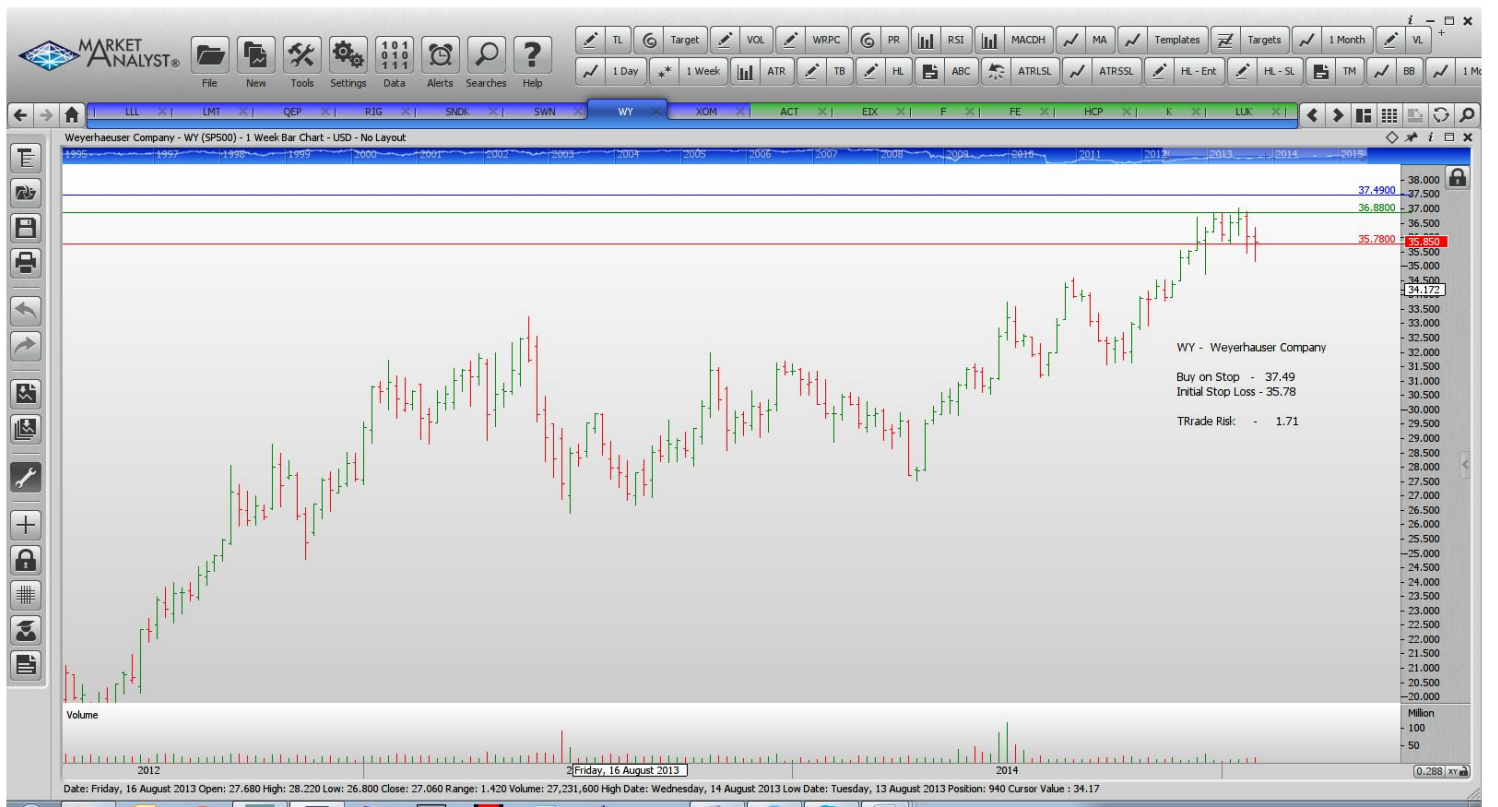 i
MARKET ANALYST®
File
New
Tools
Settings
101 010 111
Data
Alerts
Searches
?
Help
TL
Target
VOL
WRPC
PR
RSI
MACDH
MA
Templates
Targets
1 Month
VL
+
1 Day
1 Week
ATR
TB
HL
ABC
ATRLSL
ATRSSL
HL - Ent
HL - SL
TM
BB
LLL
LMT
QEP
RIG
SNDK
SWN
WY
XOM
ACT
EIX
F
FE
HCP
K
LUK
Weyerhaeuser Company - WY (SP500) - 1 Week Bar Chart - USD - No Layout
i
1995 1997 1998 1999 2000 2001 2002 2003 2004 2005 2006 2007 2008 2009 2010 2011 2012 2013 2014 2015
38.000
37.4900
37.500
36.8800
37.000
36.500
35.7800
35.850
35.500
35.000
34.500
34.172
33.500
33.000
32.500
32.000
31.500
31.000
30.500
30.000
29.500
29.000
28.500
28.000
27.500
27.000
26.500
26.000
25.500
25.000
24.500
24.000
23.500
23.000
22.500
22.000
21.500
21.000
20.500
20.000
WY - Weyerhauser Company
Buy on Stop - 37.49
Initial Stop Loss - 35.78
TRrade Risk - 1.71
Volume
Million
100
50
2012
Friday, 16 August 2013
2014
0.288 XY
Date: Friday, 16 August 2013 Open: 27.680 High: 28.220 Low: 26.800 Close: 27.060 Range: 1.420 Volume: 27,231,600 High Date: Wednesday, 14 August 2013 Low Date: Tuesday, 13 August 2013 Position: 940 Cursor Value : 34.17